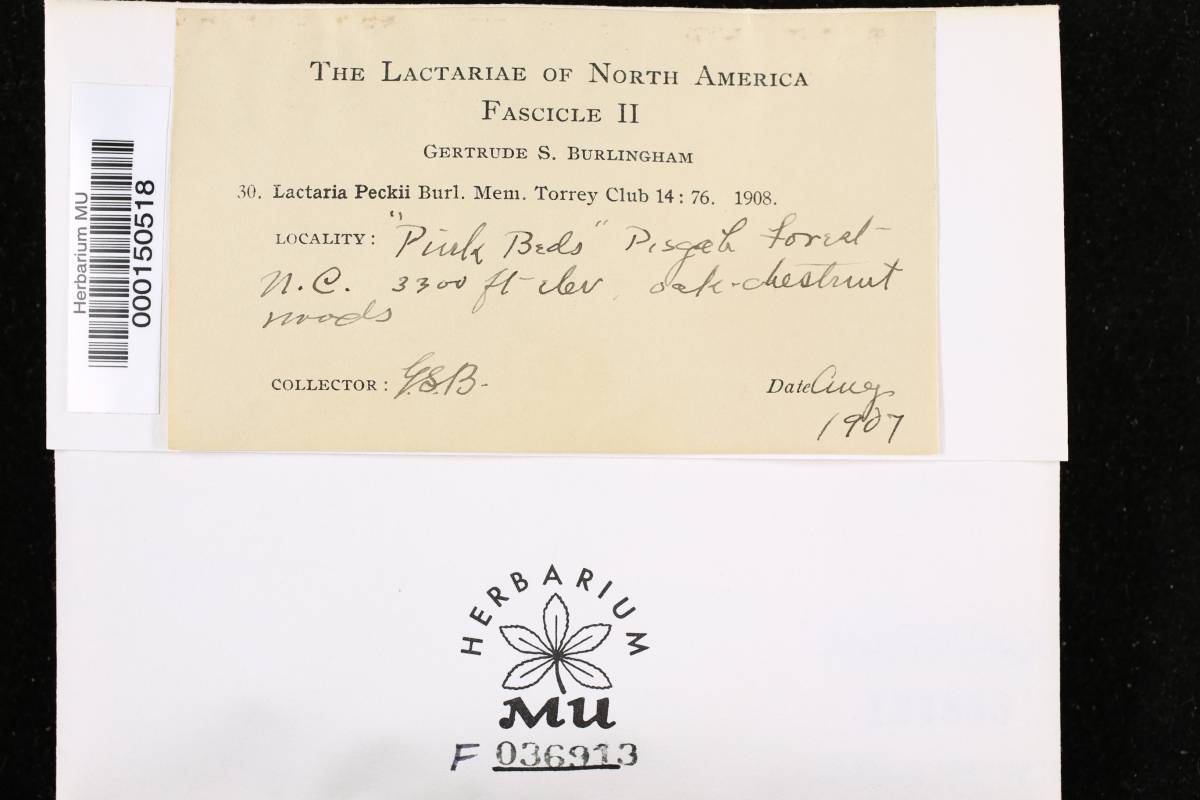 THE LACTARIAE OF NORTH AMERICA
FASCICLE II
GERTRUDE S. BURLINGHAM
30. Lactaria Peckii Burl. Mem. Torrey Club 14: 76. 1908.
LOCALITY: "Pink Beds" Pisgah Forest
N.C. 3300 ft elev. oak-chestnut
woods
COLLECTOR: G.S.B.
Date Aug
1907
Herbarium MU
000150518
HERBARIUM
MU
F 036913